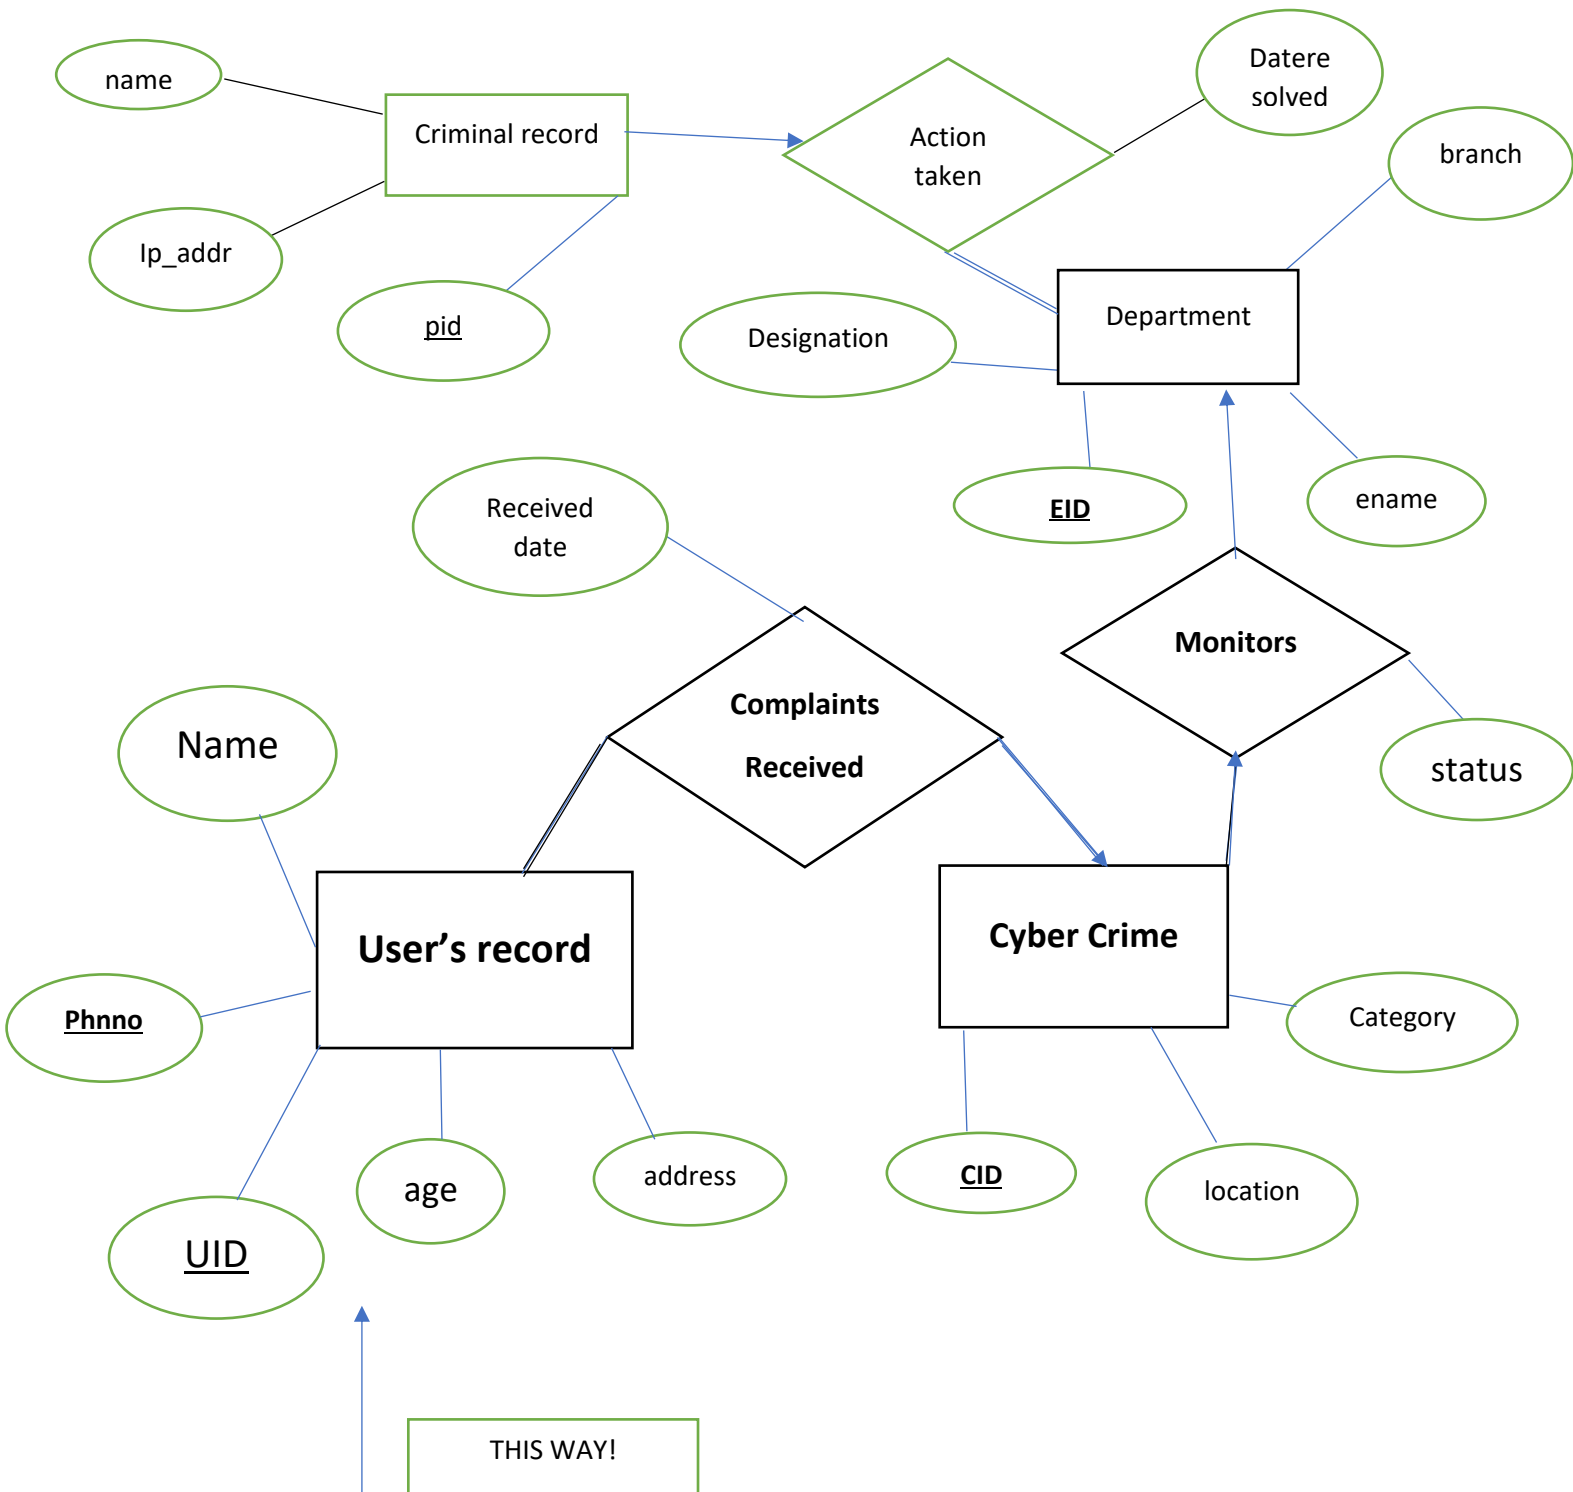 Datere
solved
name
Criminal record
Action
taken
branch
Ip_addr
pid
Designation
Department
Received
date
EID
ename
Monitors
Complaints
Received
Name
status
User’s record
Cyber Crime
Phnno
Category
UID
age
address
CID
location
THIS WAY!